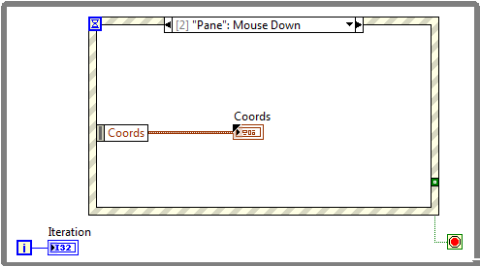 [2] "Pane": Mouse Down
Coords
Coords
Iteration
i
I32